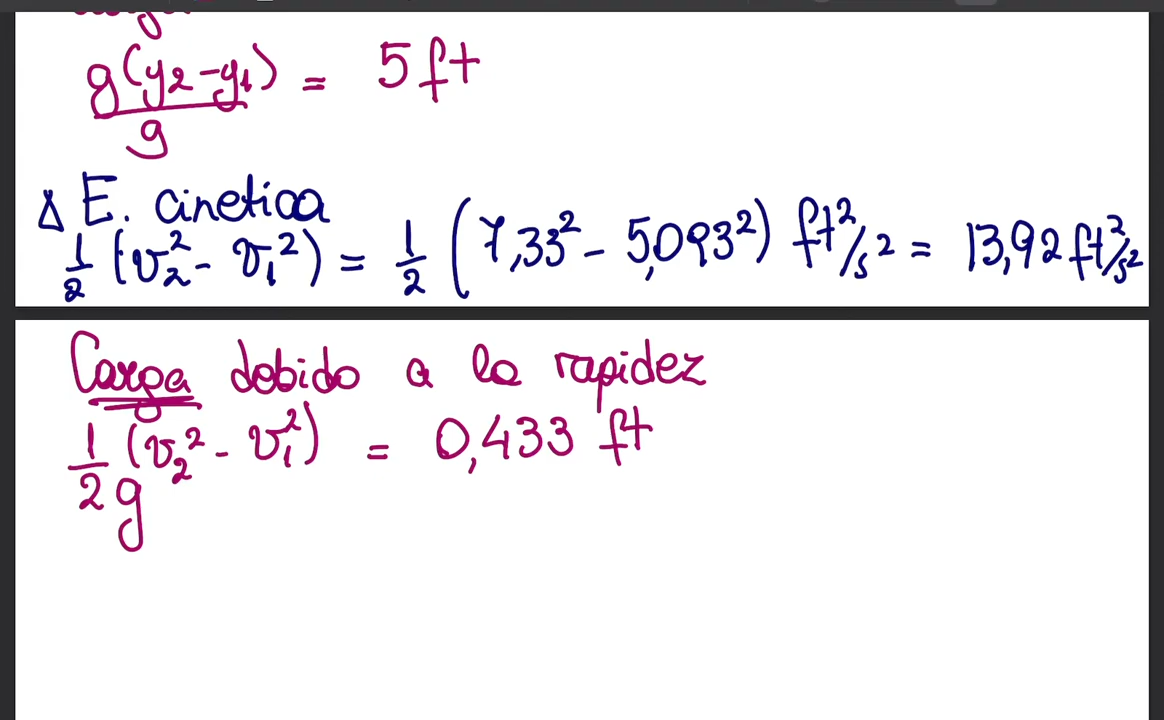 g(y₂-y₁) = 5 ft
g
Δ E. cinetica
1/2 (v₂² - v₁²) = 1/2 (7,33² - 5,093²) ft²/s² = 13,92 ft²/s²
Carga debido a la rapidez
1/2g (v₂² - v₁²) = 0,433 ft